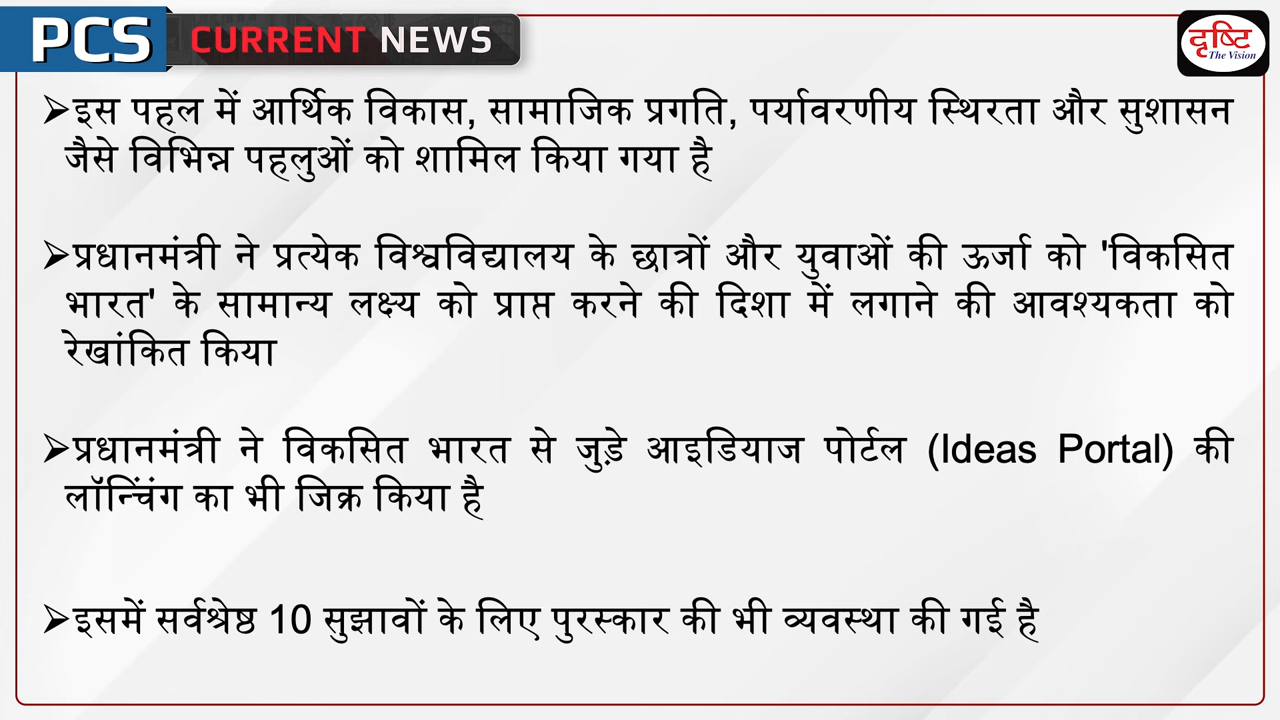 PCS CURRENT NEWS
दृष्टि
The Vision
➢इस पहल में आर्थिक विकास, सामाजिक प्रगति, पर्यावरणीय स्थिरता और सुशासन
जैसे विभिन्न पहलुओं को शामिल किया गया है
➢प्रधानमंत्री ने प्रत्येक विश्वविद्यालय के छात्रों और युवाओं की ऊर्जा को 'विकसित
भारत' के सामान्य लक्ष्य को प्राप्त करने की दिशा में लगाने की आवश्यकता को
रेखांकित किया
➢प्रधानमंत्री ने विकसित भारत से जुड़े आइडियाज पोर्टल (Ideas Portal) की
लॉन्चिंग का भी जिक्र किया है
➢इसमें सर्वश्रेष्ठ 10 सुझावों के लिए पुरस्कार की भी व्यवस्था की गई है